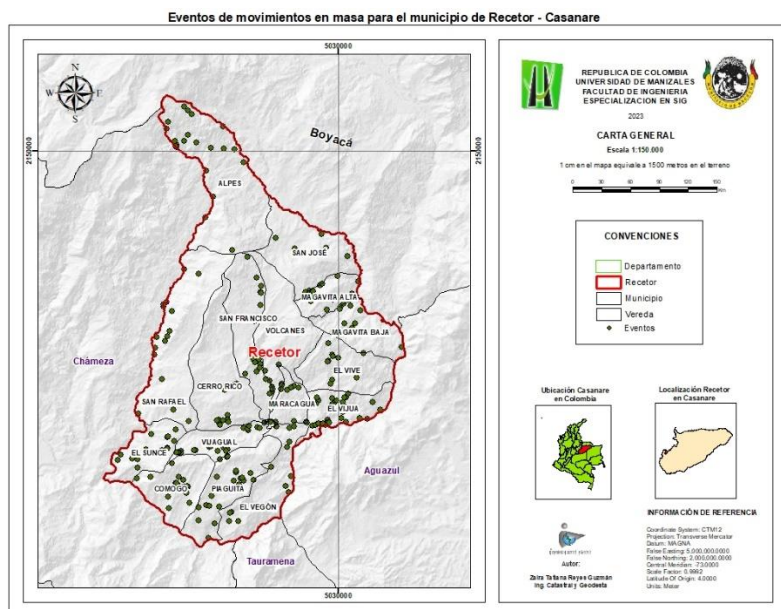 Eventos de movimientos en masa para el municipio de Recetor - Casanare
5030000
2150000
2150000
N
W
E
S
Boyacá
ALPES
SAN JOSÉ
MAGAVITA ALTA
SAN FRANCISCO
VOLCANES
MAGAVITA BAJA
Recetor
Chàmeza
EL VIVE
CERRO RICO
SAN RAFAEL
MARACAGUA
EL VIJUA
VIJAGUAL
EL SUNCE
Aguazul
COMOGO
PIAGUITA
EL VEGÓN
Tauramena
5030000
REPUBLICA DE COLOMBIA
UNIVERSIDAD DE MANIZALES
FACULTAD DE INGENIERIA
ESPECIALIZACION EN SIG
2023
CARTA GENERAL
Escala 1:150.000
1 cm en el mapa equivale a 1500 metros en el terreno
0 30 60 90 120 150
Km
CONVENCIONES
Departamento
Recetor
Municipio
Vereda
Eventos
Ubicación Casanare
en Colombia
Localización Recetor
en Casanare
Autor:
Zaira Tatiana Reyes Guzmán
Ing. Catastral y Geodesta
INFORMACIÓN DE REFERENCIA
Coordinate System: CTM12
Projection: Transverse Mercator
Datum: MAGNA
False Easting: 5,000,000.0000
False Northing: 2,000,000.0000
Central Meridian: -73.0000
Scale Factor: 0.9992
Latitude Of Origin: 4.0000
Units: Meter